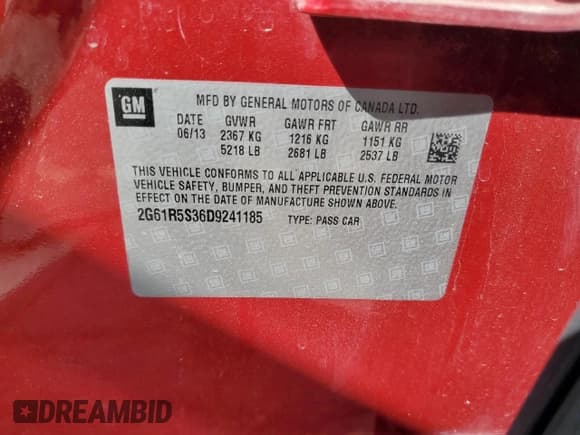 GM
MFD BY GENERAL MOTORS OF CANADA LTD.
DATE GVWR GAWR FRT GAWR RR
06/13 2367 KG 1216 KG 1151 KG
5218 LB 2681 LB 2537 LB
THIS VEHICLE CONFORMS TO ALL APPLICABLE U.S. FEDERAL MOTOR
VEHICLE SAFETY, BUMPER, AND THEFT PREVENTION STANDARDS IN
EFFECT ON THE DATE OF MANUFACTURE SHOWN ABOVE.
2G61R5S36D9241185 TYPE: PASS CAR
DREAMBID